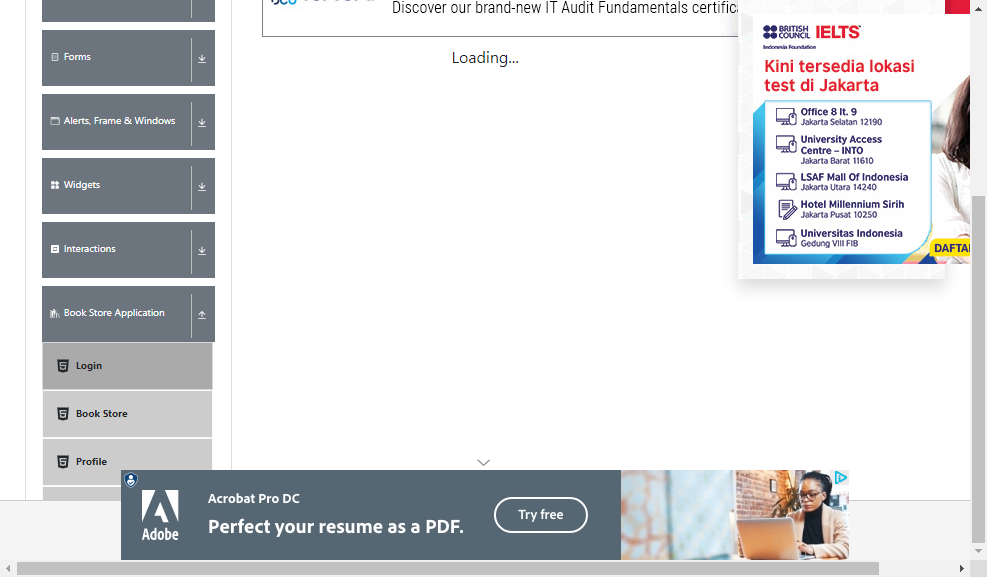 Discover our brand-new IT Audit Fundamentals
Loading...
Forms
Alerts, Frame & Windows
Widgets
Interactions
Book Store Application
Login
Book Store
Profile
BRITISH
COUNCIL
IELTS
Indonesia Foundation
Kini tersedia lokasi
test di Jakarta
Office 8 lt. 9
Jakarta Selatan 12190
University Access
Centre – INTO
Jakarta Barat 11610
LSAF Mall Of Indonesia
Jakarta Utara 14240
Hotel Millennium Sirih
Jakarta Pusat 10250
Universitas Indonesia
Gedung VIII FIB
Adobe
Acrobat Pro DC
Perfect your resume as a PDF.
Try free